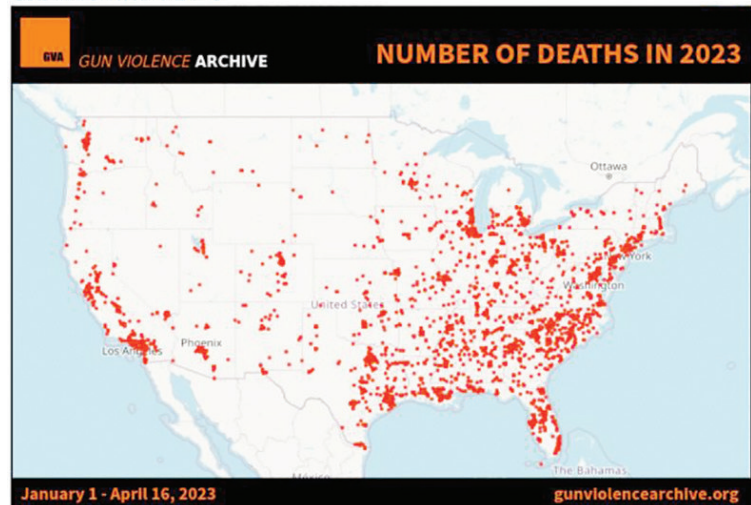 GVA GUN VIOLENCE ARCHIVE
NUMBER OF DEATHS IN 2023
Ottawa
New York
Washington
United States
Los Angeles
Phoenix
México
The Bahamas
January 1 - April 16, 2023
gunviolencearchive.org